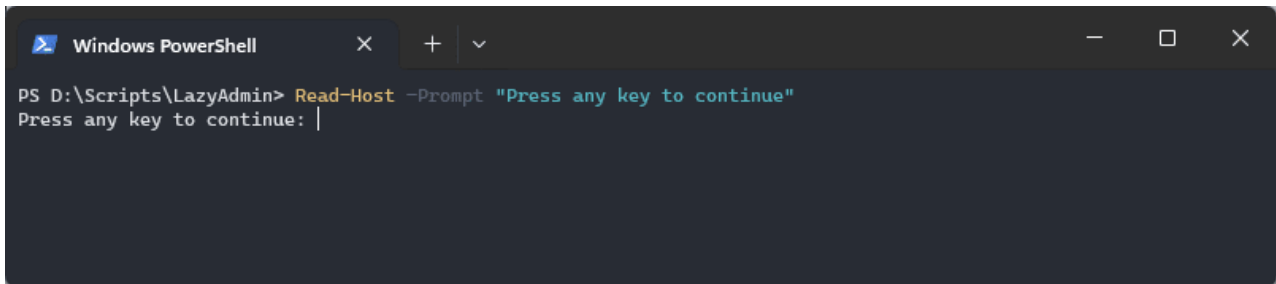 Windows PowerShell
PS D:\Scripts\LazyAdmin> Read-Host -Prompt "Press any key to continue"
Press any key to continue: